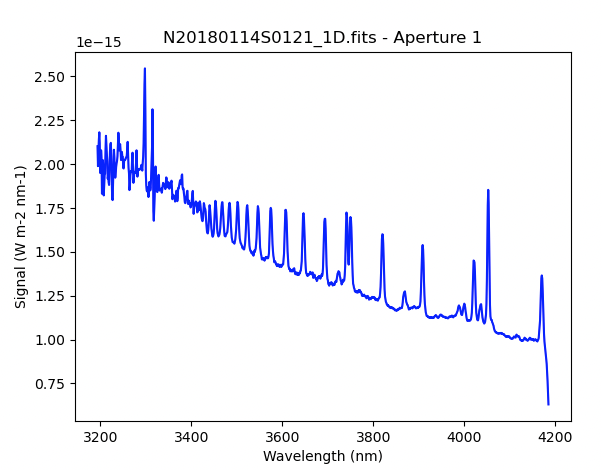 N20180114S0121_1D.fits - Aperture 1
1e−15
2.50
2.25
2.00
1.75
1.50
1.25
1.00
0.75
Signal (W m-2 nm-1)
3200 3400 3600 3800 4000 4200
Wavelength (nm)